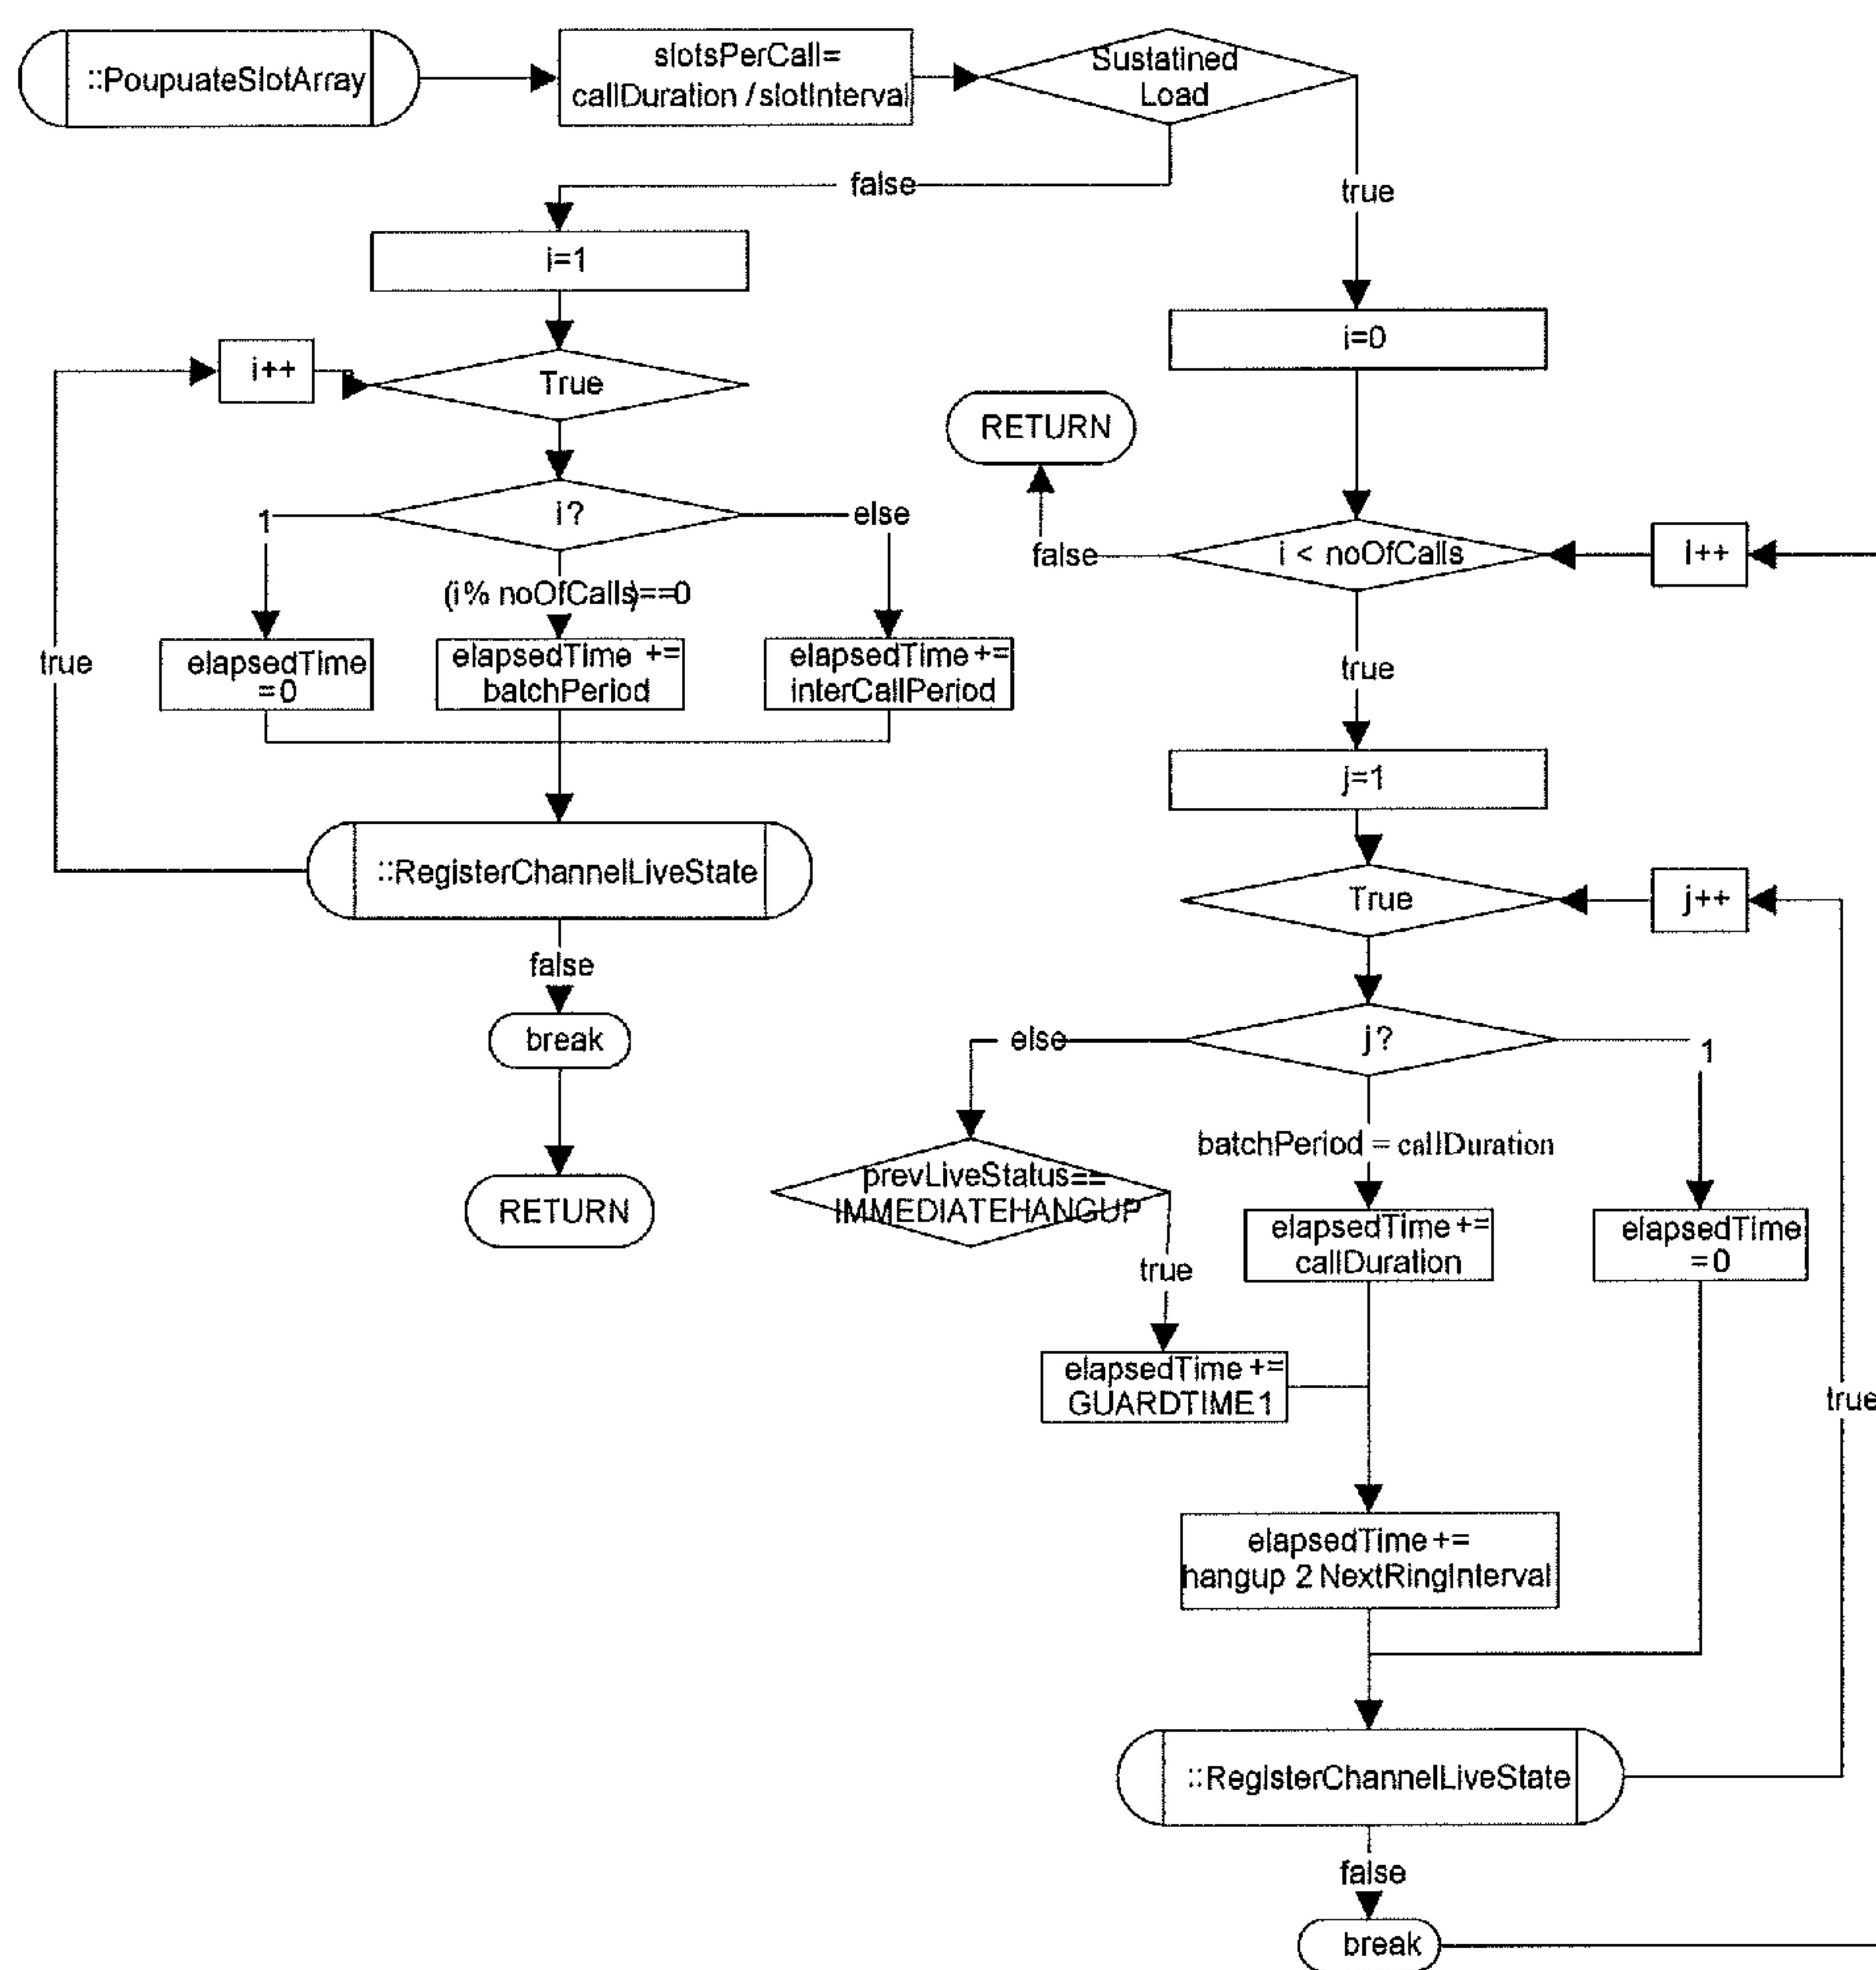 ::PoupuateSlotArray
slotsPerCall=
callDuration / slotInterval
Sustatined
Load
false
true
i=1
i=0
i++
True
RETURN
i?
1
else
(i% noOfCalls)==0
false
i < noOfCalls
i++
true
elapsedTime
=0
elapsedTime +=
batchPeriod
elapsedTime +=
interCallPeriod
true
j=1
::RegisterChannelLiveState
True
j++
false
break
else
j?
1
batchPeriod = callDuration
prevLiveStatus==
IMMEDIATEHANGUP
RETURN
elapsedTime +=
callDuration
elapsedTime
=0
true
elapsedTime +=
GUARDTIME1
true
elapsedTime +=
hangup 2 NextRingInterval
::RegisterChannelLiveState
false
break